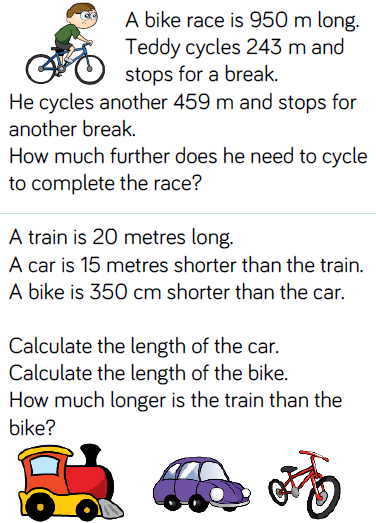 A bike race is 950 m long.
Teddy cycles 243 m and
stops for a break.
He cycles another 459 m and stops for
another break.
How much further does he need to cycle
to complete the race?
A train is 20 metres long.
A car is 15 metres shorter than the train.
A bike is 350 cm shorter than the car.
Calculate the length of the car.
Calculate the length of the bike.
How much longer is the train than the
bike?